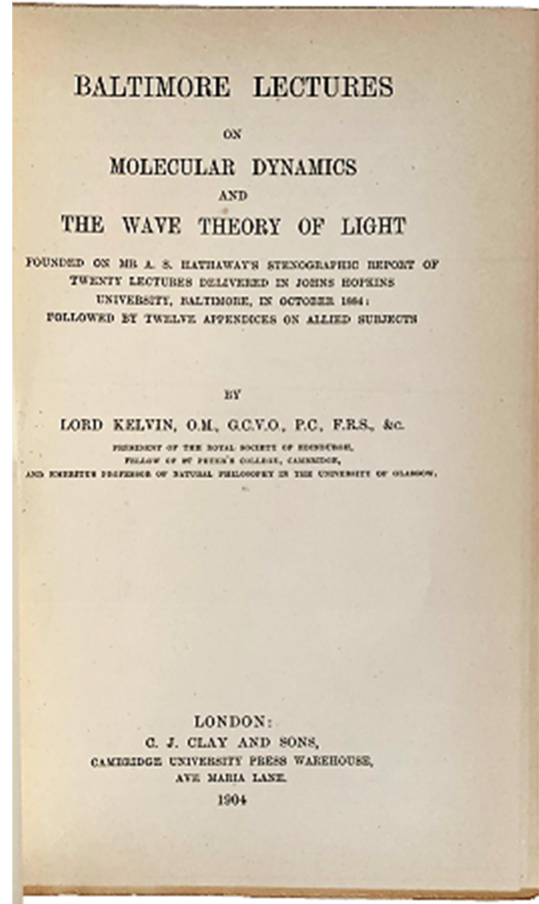 BALTIMORE LECTURES
ON
MOLECULAR DYNAMICS
AND
THE WAVE THEORY OF LIGHT
FOUNDED ON MR A. S. HATHAWAY'S STENOGRAPHIC REPORT OF
TWENTY LECTURES DELIVERED IN JOHNS HOPKINS
UNIVERSITY, BALTIMORE, IN OCTOBER 1884:
FOLLOWED BY TWELVE APPENDICES ON ALLIED SUBJECTS
BY
LORD KELVIN, O.M., G.C.V.O., P.C., F.R.S., &c.
PRESIDENT OF THE ROYAL SOCIETY OF EDINBURGH,
FELLOW OF ST PETER'S COLLEGE, CAMBRIDGE,
AND EMERITUS PROFESSOR OF NATURAL PHILOSOPHY IN THE UNIVERSITY OF GLASGOW.
LONDON:
C. J. CLAY AND SONS,
CAMBRIDGE UNIVERSITY PRESS WAREHOUSE,
AVE MARIA LANE.
1904